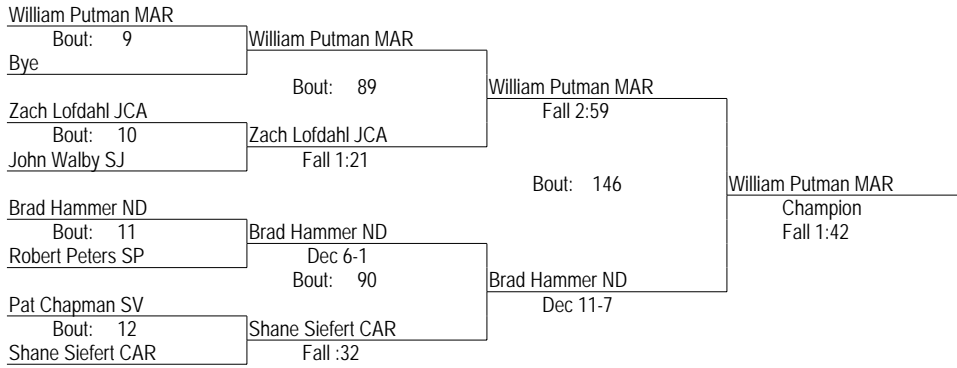 William Putman MAR
Bout: 9
William Putman MAR
Bye
Bout: 89
William Putman MAR
Zach Lofdahl JCA
Fall 2:59
Bout: 10
Zach Lofdahl JCA
John Walby SJ
Fall 1:21
Bout: 146
William Putman MAR
Brad Hammer ND
Champion
Bout: 11
Brad Hammer ND
Fall 1:42
Robert Peters SP
Dec 6-1
Bout: 90
Brad Hammer ND
Pat Chapman SV
Dec 11-7
Bout: 12
Shane Siefert CAR
Shane Siefert CAR
Fall :32